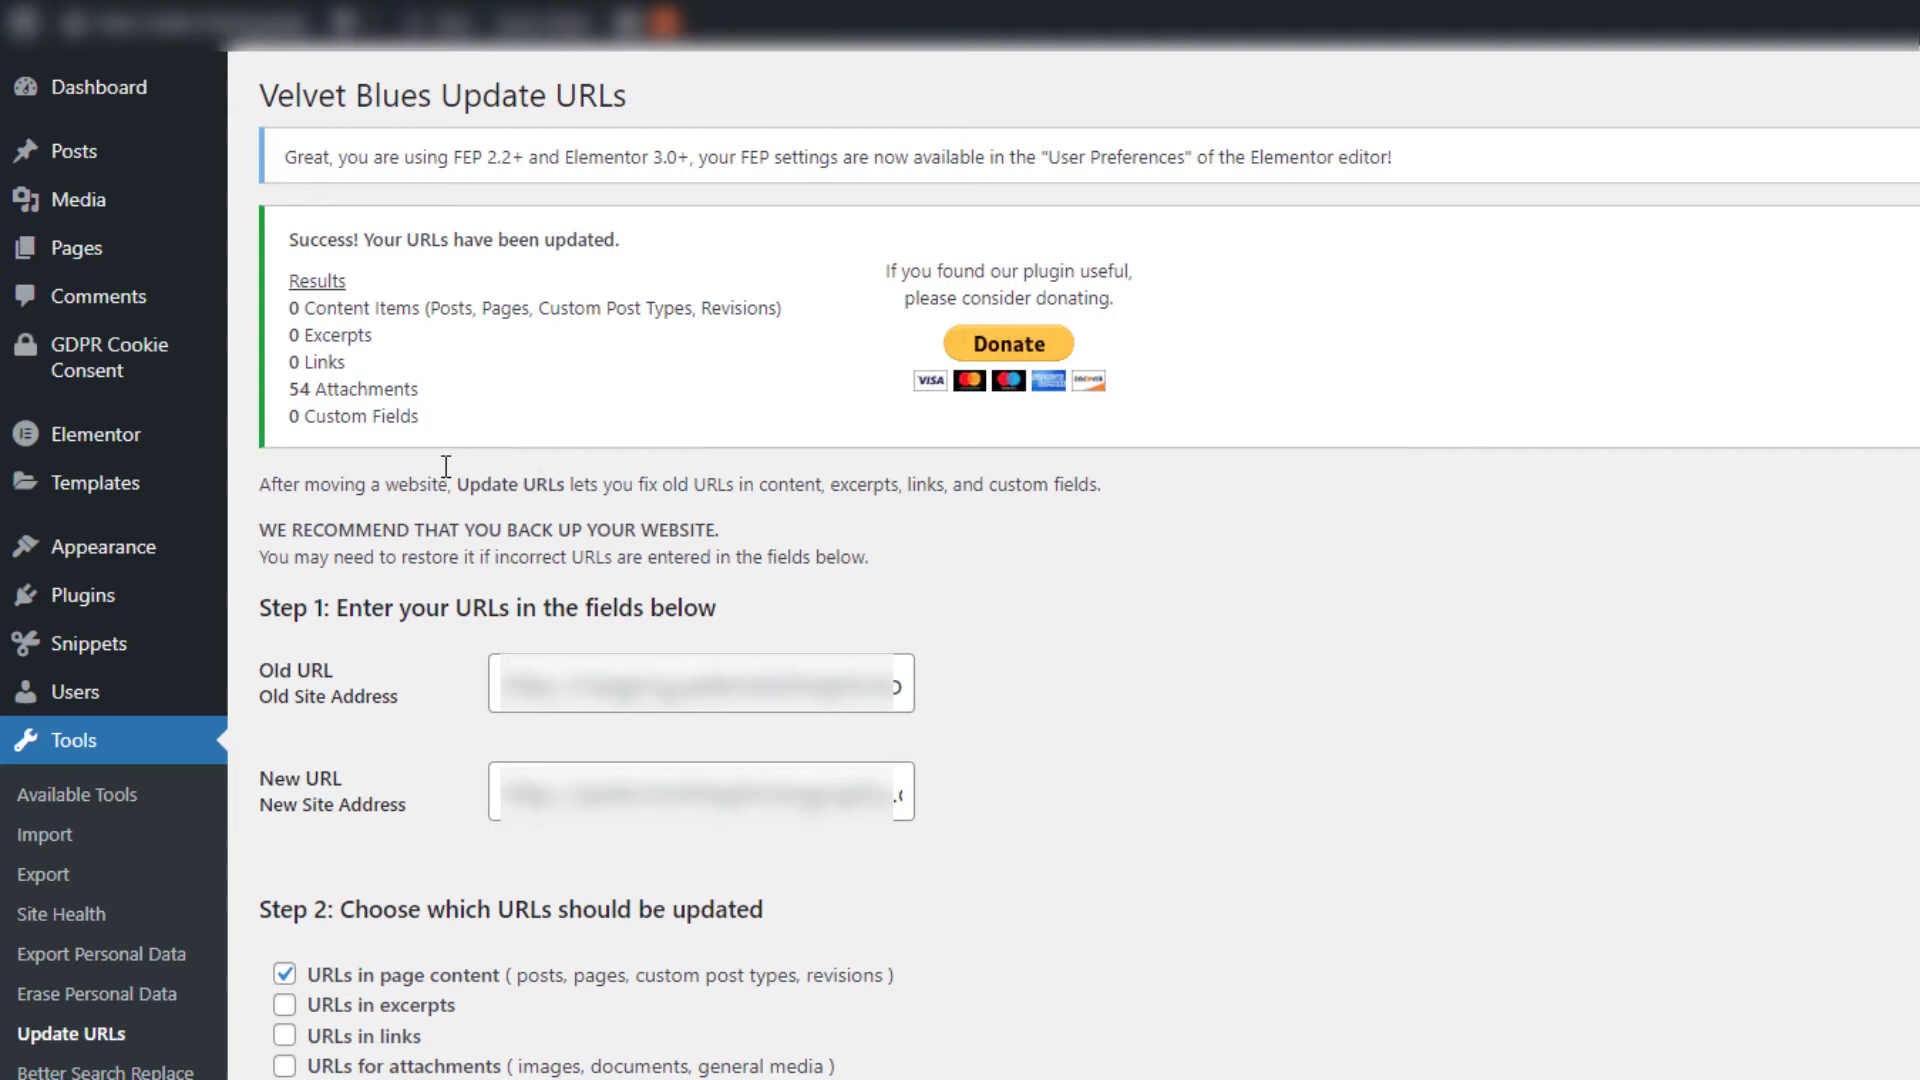 Dashboard
Posts
Media
Pages
Comments
GDPR Cookie
Consent
Elementor
Templates
Appearance
Plugins
Snippets
Users
Tools
Available Tools
Import
Export
Site Health
Export Personal Data
Erase Personal Data
Update URLs
Better Search Replace
Velvet Blues Update URLs
Great, you are using FEP 2.2+ and Elementor 3.0+, your FEP settings are now available in the "User Preferences" of the Elementor editor!
Success! Your URLs have been updated.
Results
0 Content Items (Posts, Pages, Custom Post Types, Revisions)
0 Excerpts
0 Links
54 Attachments
0 Custom Fields
If you found our plugin useful,
please consider donating.
Donate
VISA
DISCOVER
After moving a website, Update URLs lets you fix old URLs in content, excerpts, links, and custom fields.
WE RECOMMEND THAT YOU BACK UP YOUR WEBSITE.
You may need to restore it if incorrect URLs are entered in the fields below.
Step 1: Enter your URLs in the fields below
Old URL
Old Site Address
New URL
New Site Address
Step 2: Choose which URLs should be updated
URLs in page content ( posts, pages, custom post types, revisions )
URLs in excerpts
URLs in links
URLs for attachments ( images, documents, general media )